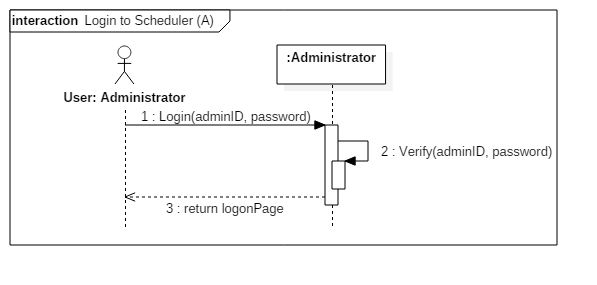 interaction Login to Scheduler (A)
:Administrator
User: Administrator
1 : Login(adminID, password)
2 : Verify(adminID, password)
3 : return logonPage